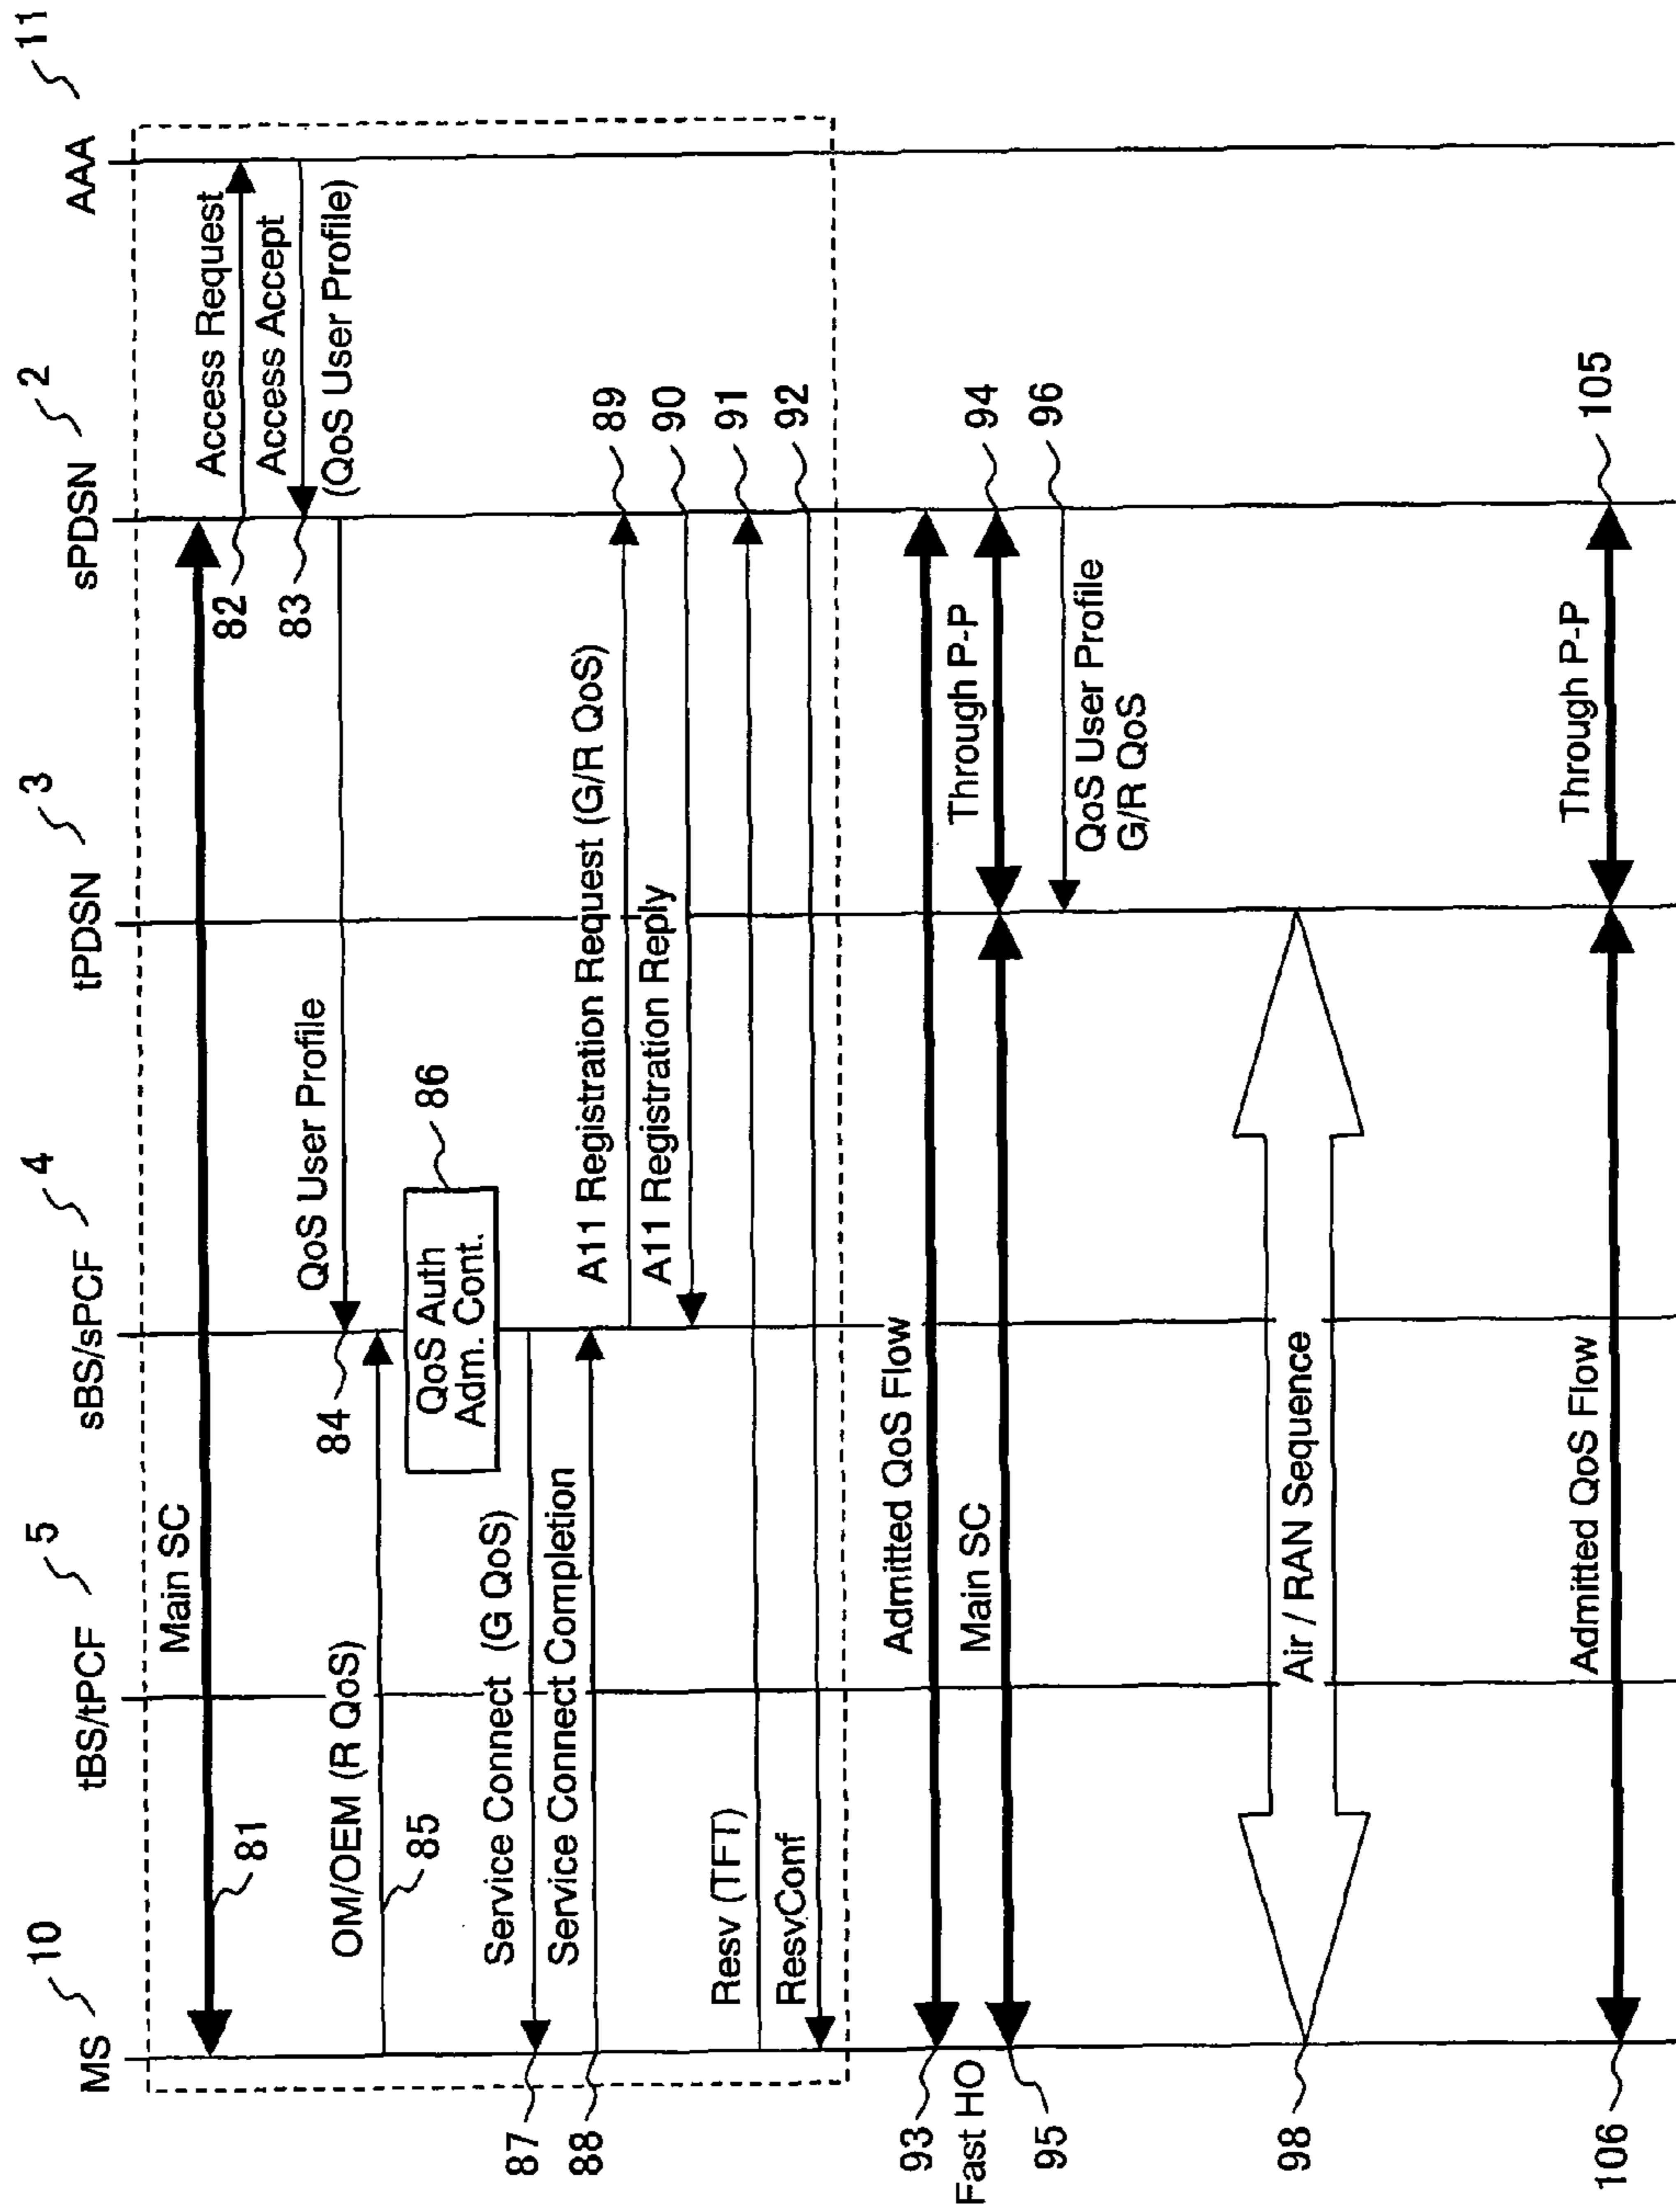 MS 10
tBS/tPCF 5
sBS/sPCF 4
tPDSN 3
sPDSN 2
AAA 11
Main SC
81
Access Request
82
Access Accept
83
(QoS User Profile)
QoS User Profile
84
OM/OEM (R QoS)
85
QoS Auth
Adm. Cont.
86
Service Connect (G QoS)
87
Service Connect Completion
88
A11 Registration Request (G/R QoS)
89
A11 Registration Reply
90
Resv (TFT)
91
ResvConf
92
Admitted QoS Flow
93
Fast HO
Through P-P
94
Main SC
95
96
QoS User Profile
G/R QoS
Air / RAN Sequence
98
Through P-P
105
Admitted QoS Flow
106